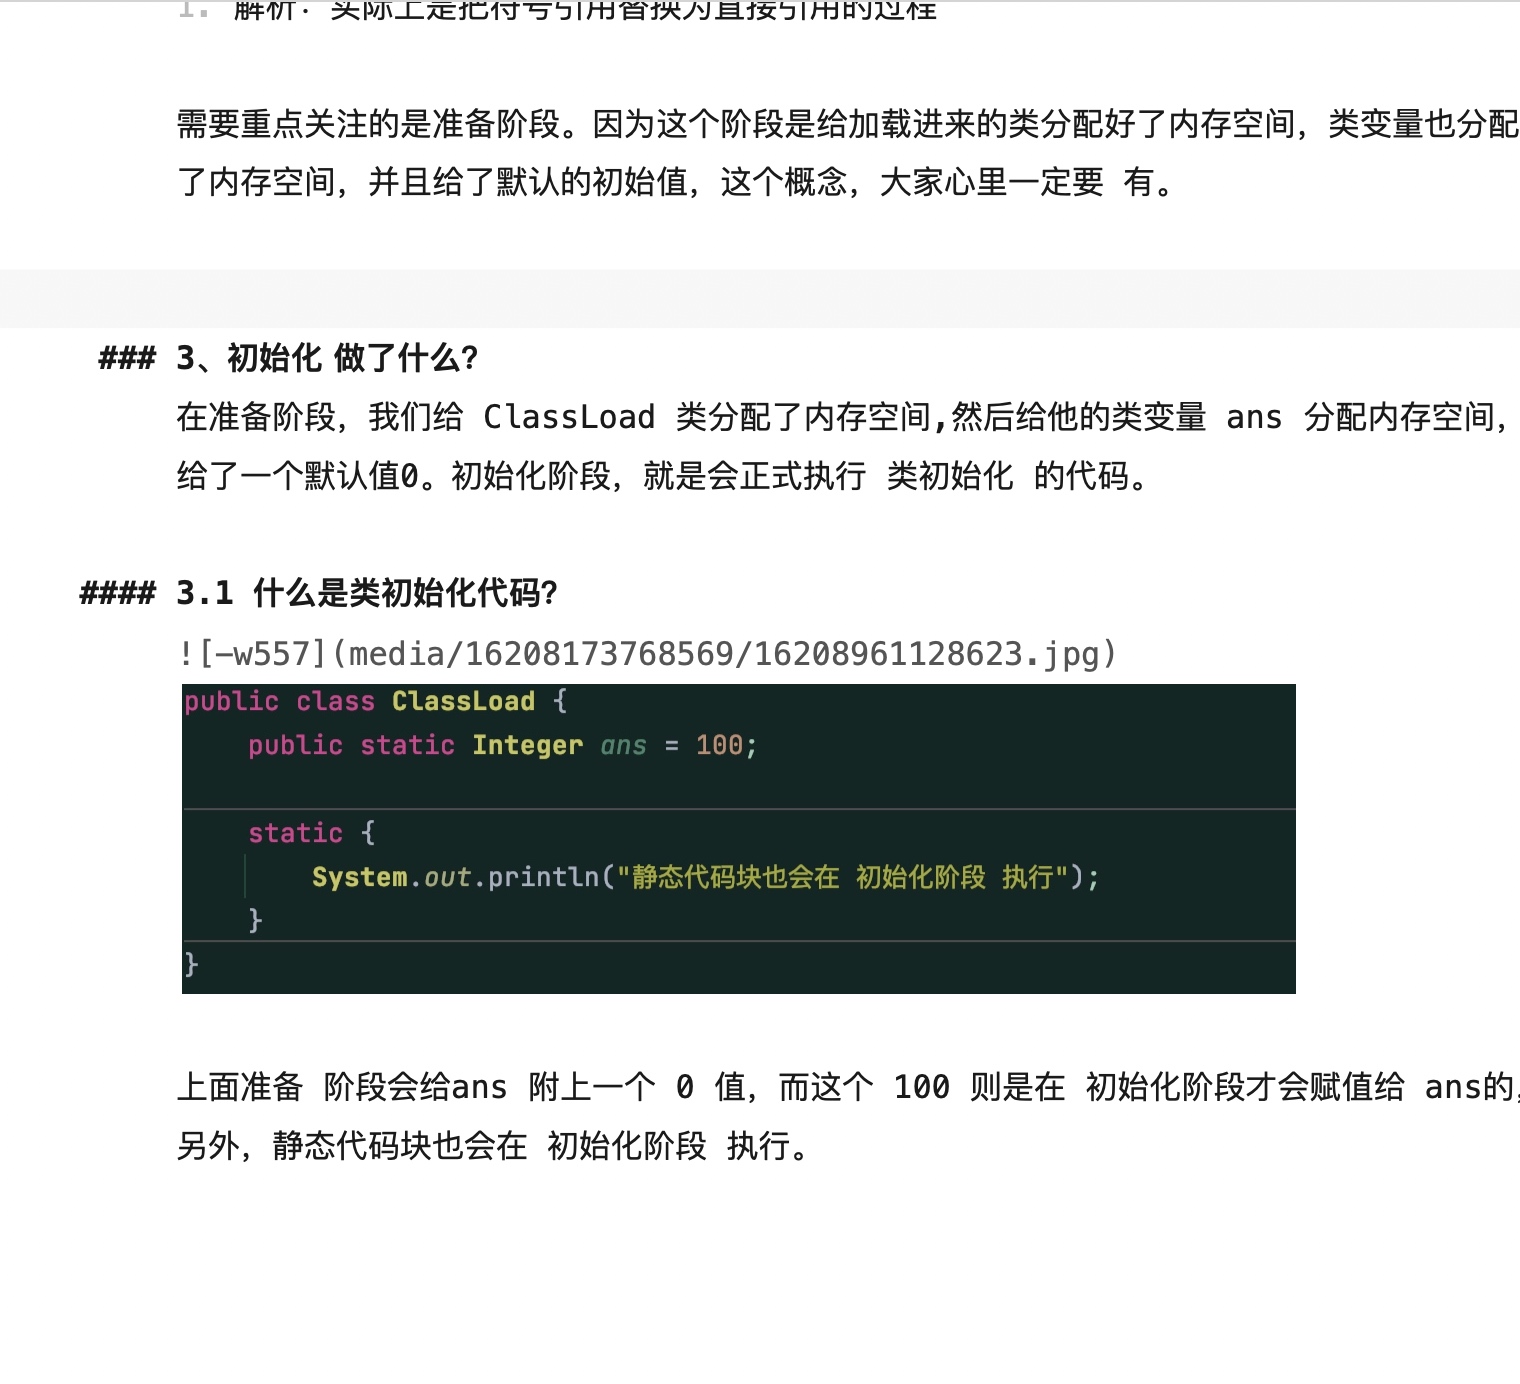 1. 解析: 实际上是把符号引用替换为直接引用的过程
需要重点关注的是准备阶段。因为这个阶段是给加载进来的类分配好了内存空间，类变量也分配
了内存空间，并且给了默认的初始值，这个概念，大家心里一定要 有。
### 3、初始化 做了什么？
在准备阶段，我们给 ClassLoad 类分配了内存空间,然后给他的类变量 ans 分配内存空间，
给了一个默认值0。初始化阶段，就是会正式执行 类初始化 的代码。
#### 3.1 什么是类初始化代码？
![-w557](media/16208173768569/16208961128623.jpg)
public class ClassLoad {
public static Integer ans = 100;
static {
System.out.println("静态代码块也会在 初始化阶段 执行");
}
}
上面准备 阶段会给ans 附上一个 0 值，而这个 100 则是在 初始化阶段才会赋值给 ans的，
另外，静态代码块也会在 初始化阶段 执行。